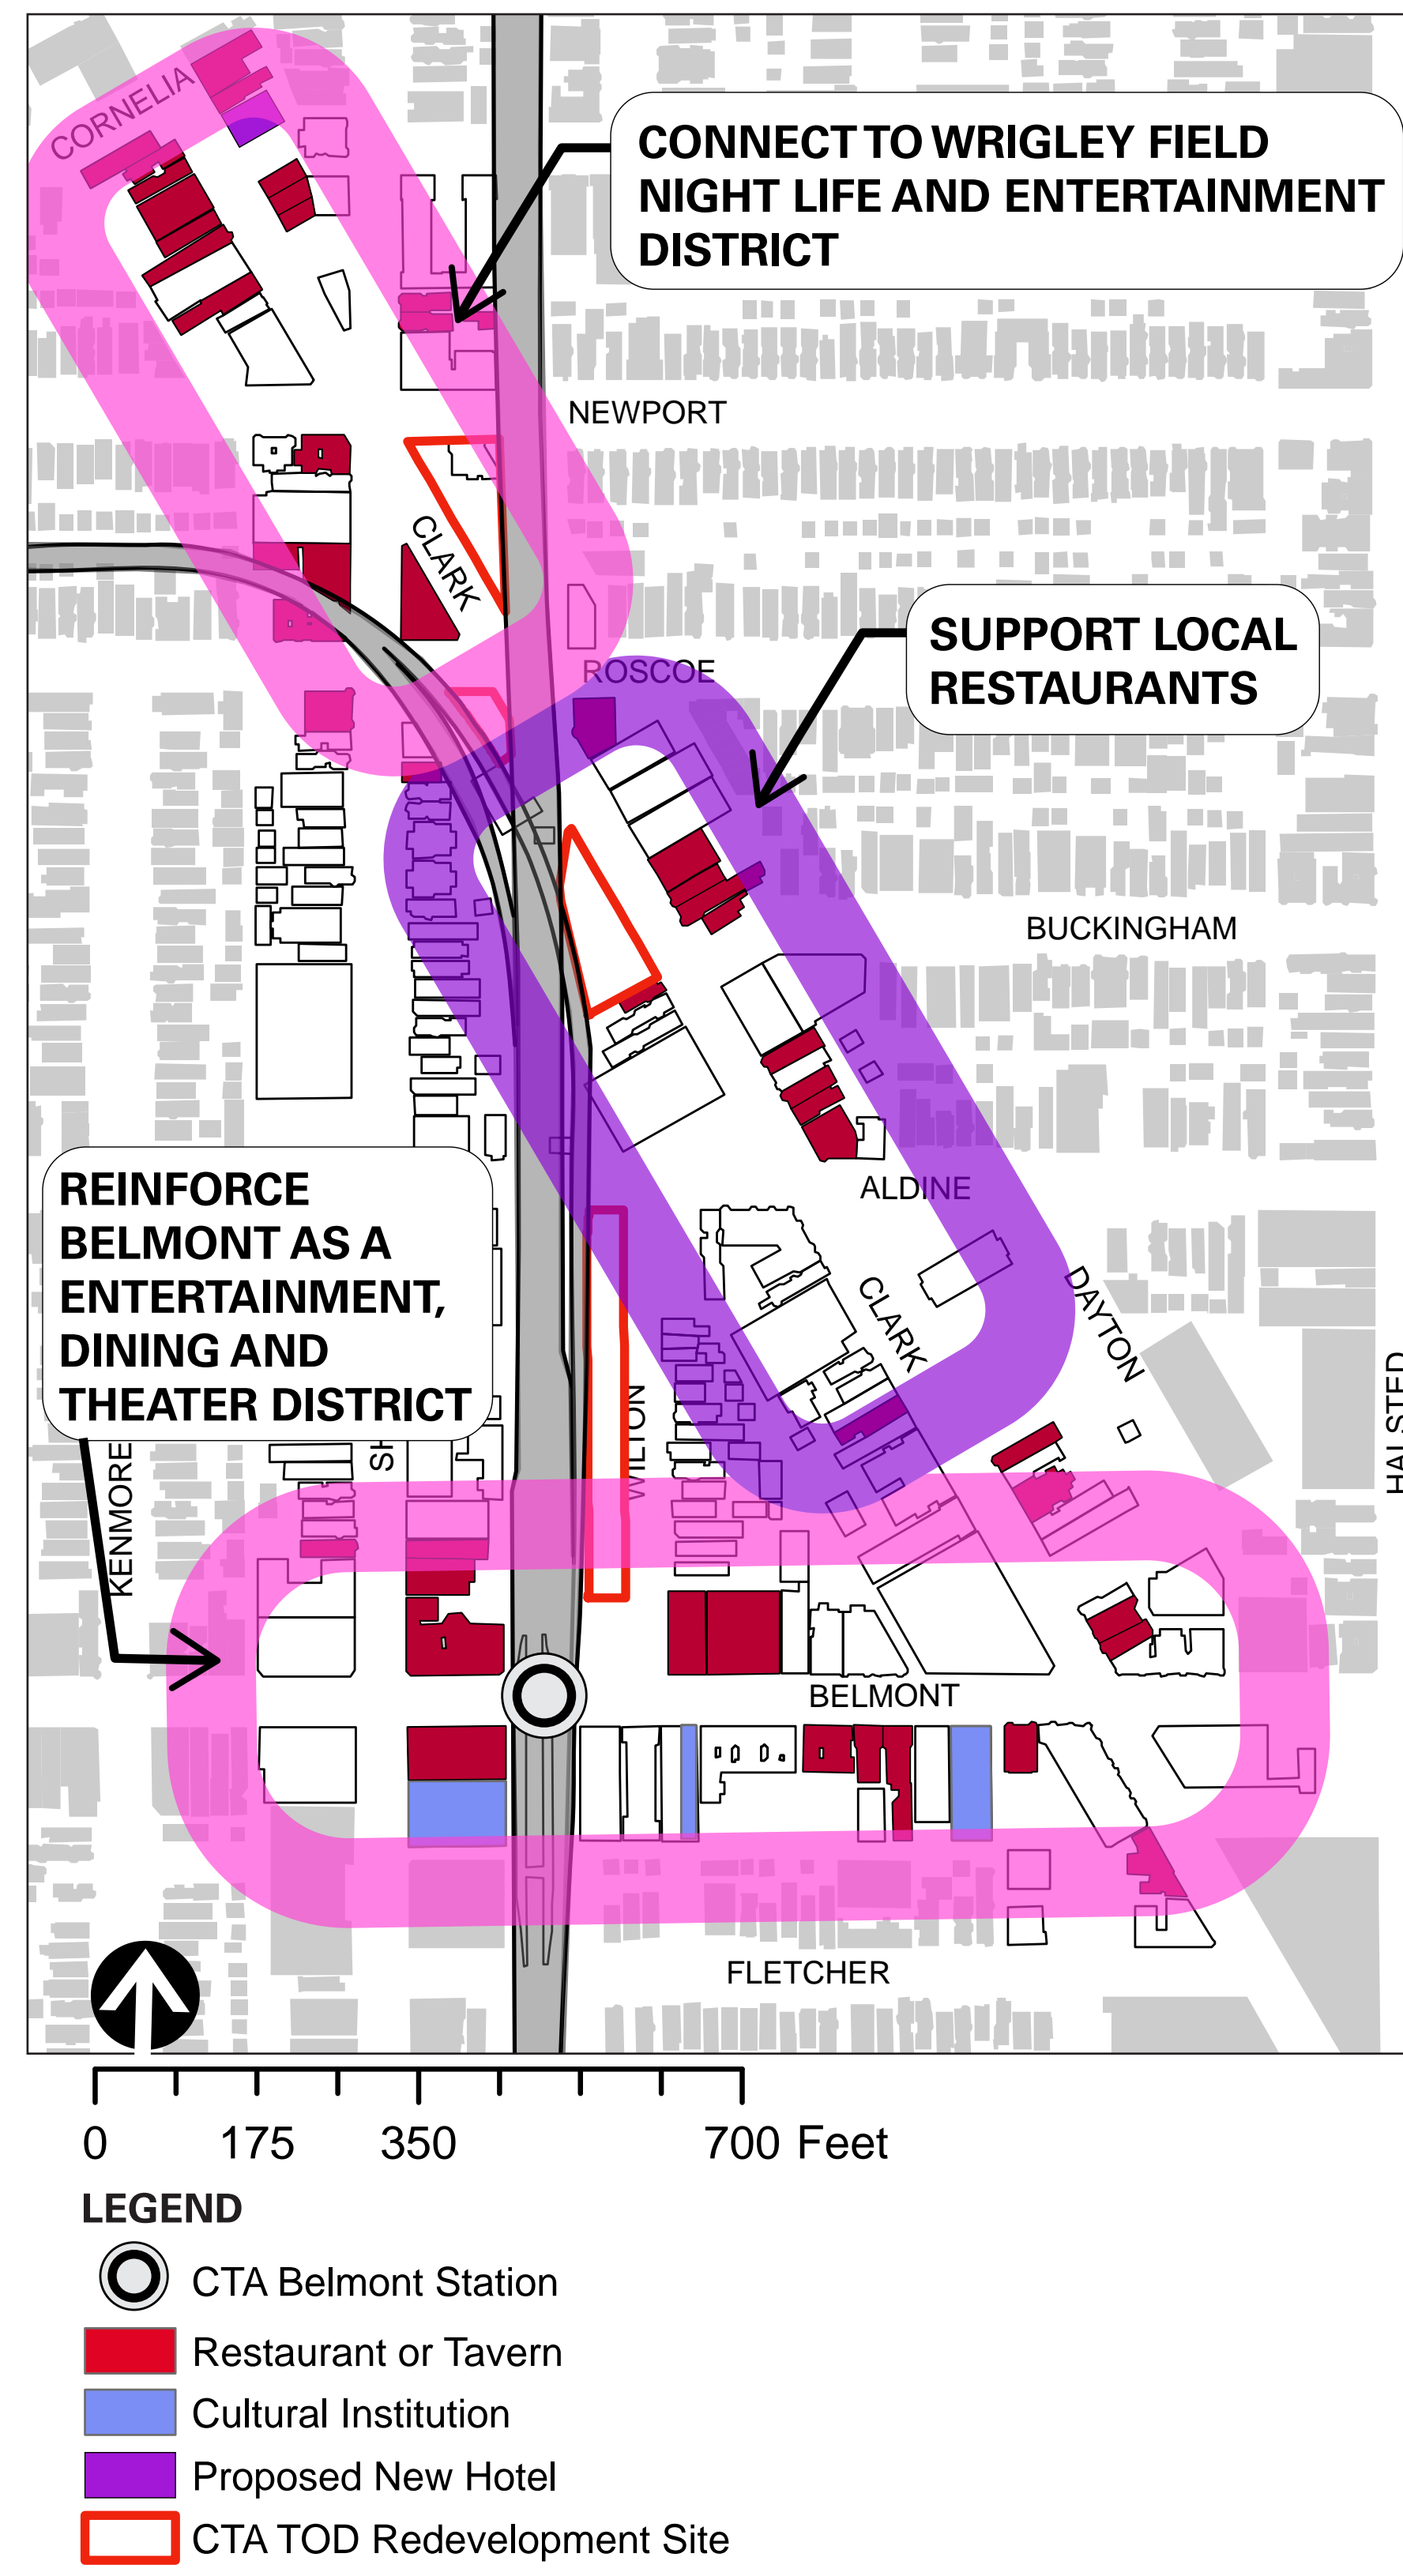 CORNELIA
CONNECT TO WRIGLEY FIELD
NIGHT LIFE AND ENTERTAINMENT
DISTRICT
NEWPORT
CLARK
SUPPORT LOCAL
RESTAURANTS
ROSCOE
BUCKINGHAM
REINFORCE
BELMONT AS A
ENTERTAINMENT,
DINING AND
THEATER DISTRICT
ALDINE
CLARK
DAYTON
HALSTED
WILTON
SH
KENMORE
BELMONT
FLETCHER
0 175 350 700 Feet
LEGEND
CTA Belmont Station
Restaurant or Tavern
Cultural Institution
Proposed New Hotel
CTA TOD Redevelopment Site